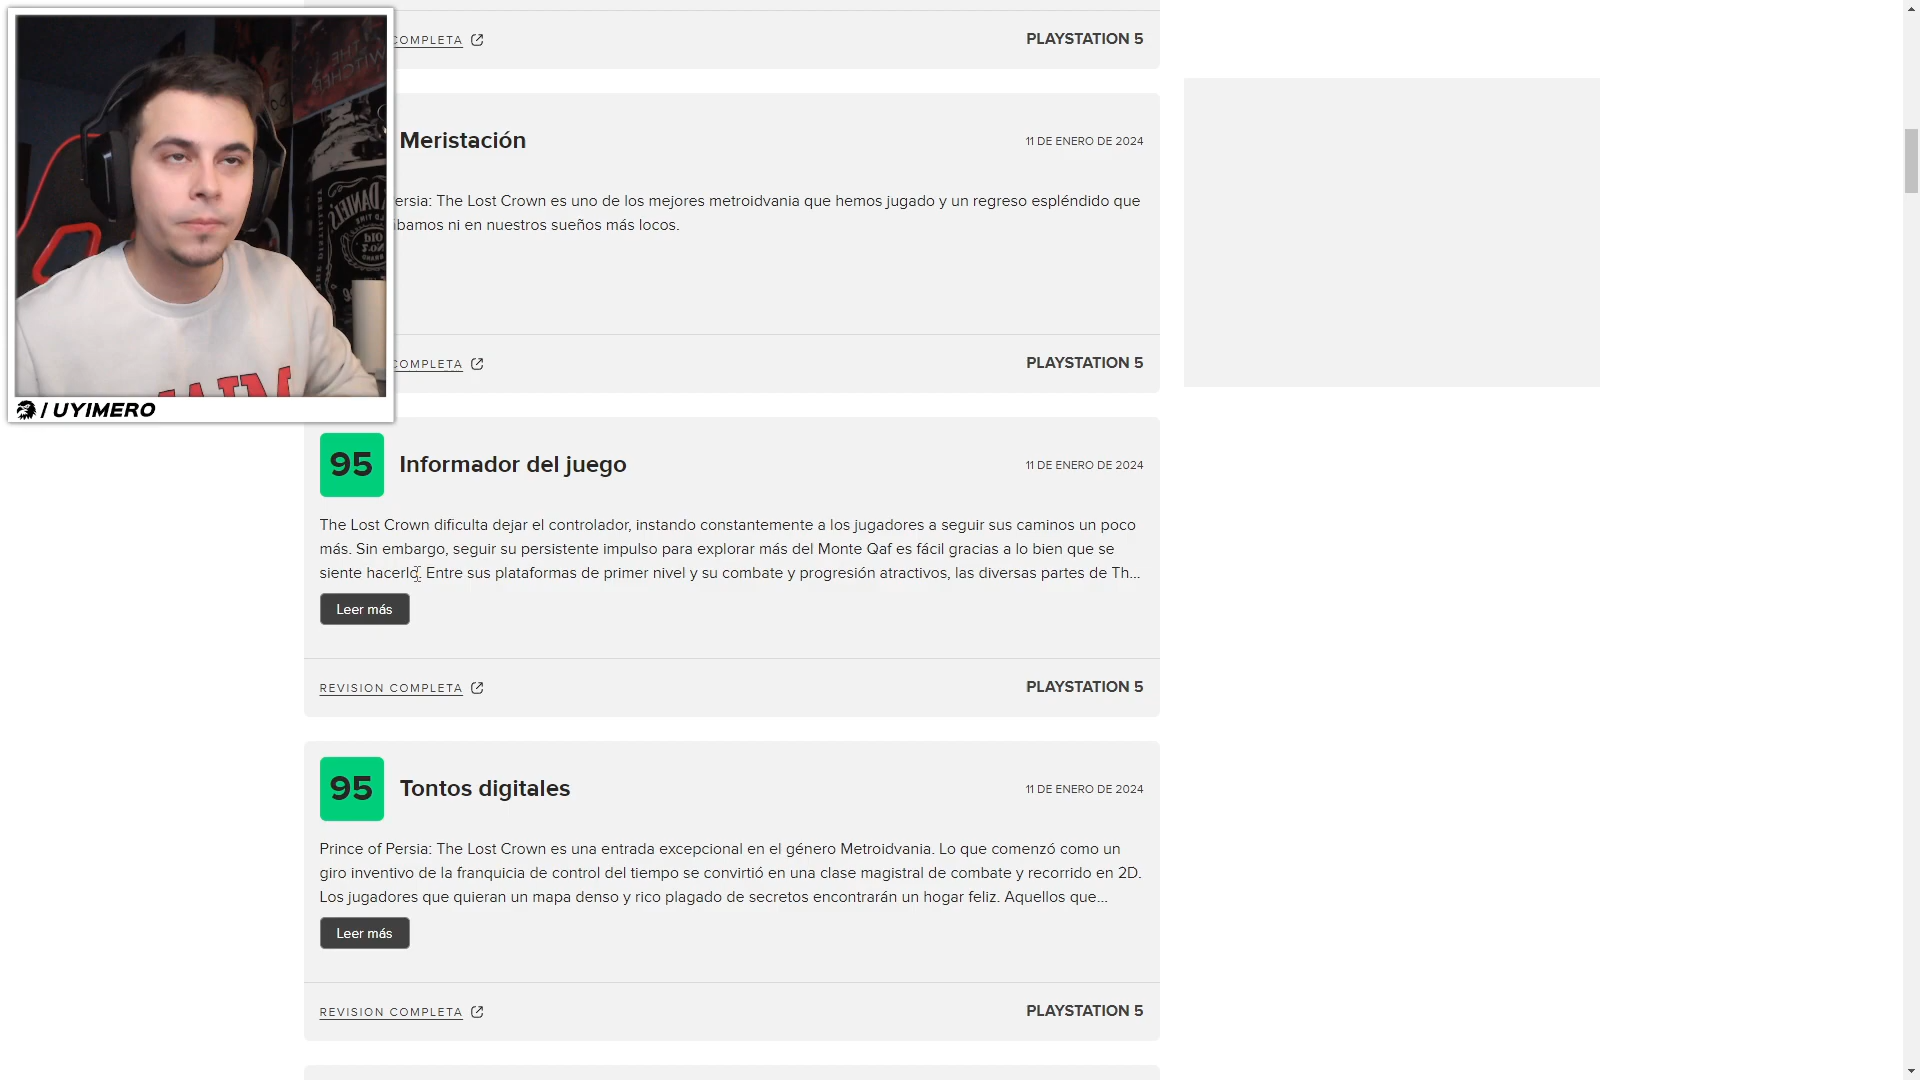 COMPLETA
PLAYSTATION 5
Meristación
11 DE ENERO DE 2024
ersia: The Lost Crown es uno de los mejores metroidvania que hemos jugado y un regreso espléndido que
ibamos ni en nuestros sueños más locos.
COMPLETA
PLAYSTATION 5
/ UYIMERO
95
Informador del juego
11 DE ENERO DE 2024
The Lost Crown dificulta dejar el controlador, instando constantemente a los jugadores a seguir sus caminos un poco
más. Sin embargo, seguir su persistente impulso para explorar más del Monte Qaf es fácil gracias a lo bien que se
siente hacerlo. Entre sus plataformas de primer nivel y su combate y progresión atractivos, las diversas partes de Th...
Leer más
REVISION COMPLETA
PLAYSTATION 5
95
Tontos digitales
11 DE ENERO DE 2024
Prince of Persia: The Lost Crown es una entrada excepcional en el género Metroidvania. Lo que comenzó como un
giro inventivo de la franquicia de control del tiempo se convirtió en una clase magistral de combate y recorrido en 2D.
Los jugadores que quieran un mapa denso y rico plagado de secretos encontrarán un hogar feliz. Aquellos que...
Leer más
REVISION COMPLETA
PLAYSTATION 5